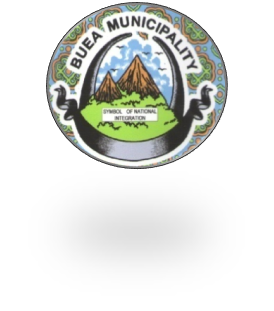 BUEA MUNICIPALITY
SYMBOL OF NATIONAL
INTEGRATION